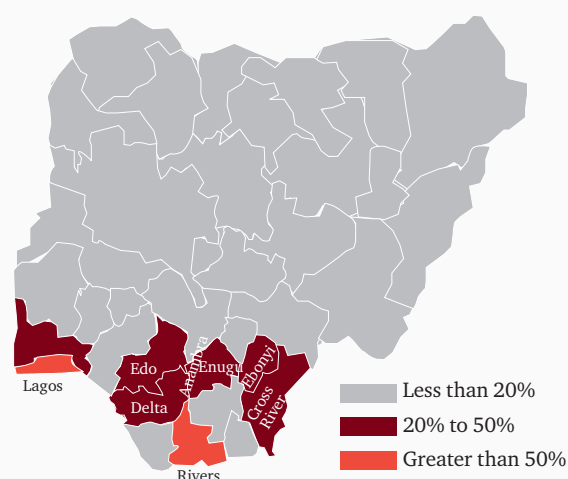 Anambra
Enugu
Edo
Ebonyi
Delta
Cross
River
Lagos
Rivers
Less than 20%
20% to 50%
Greater than 50%